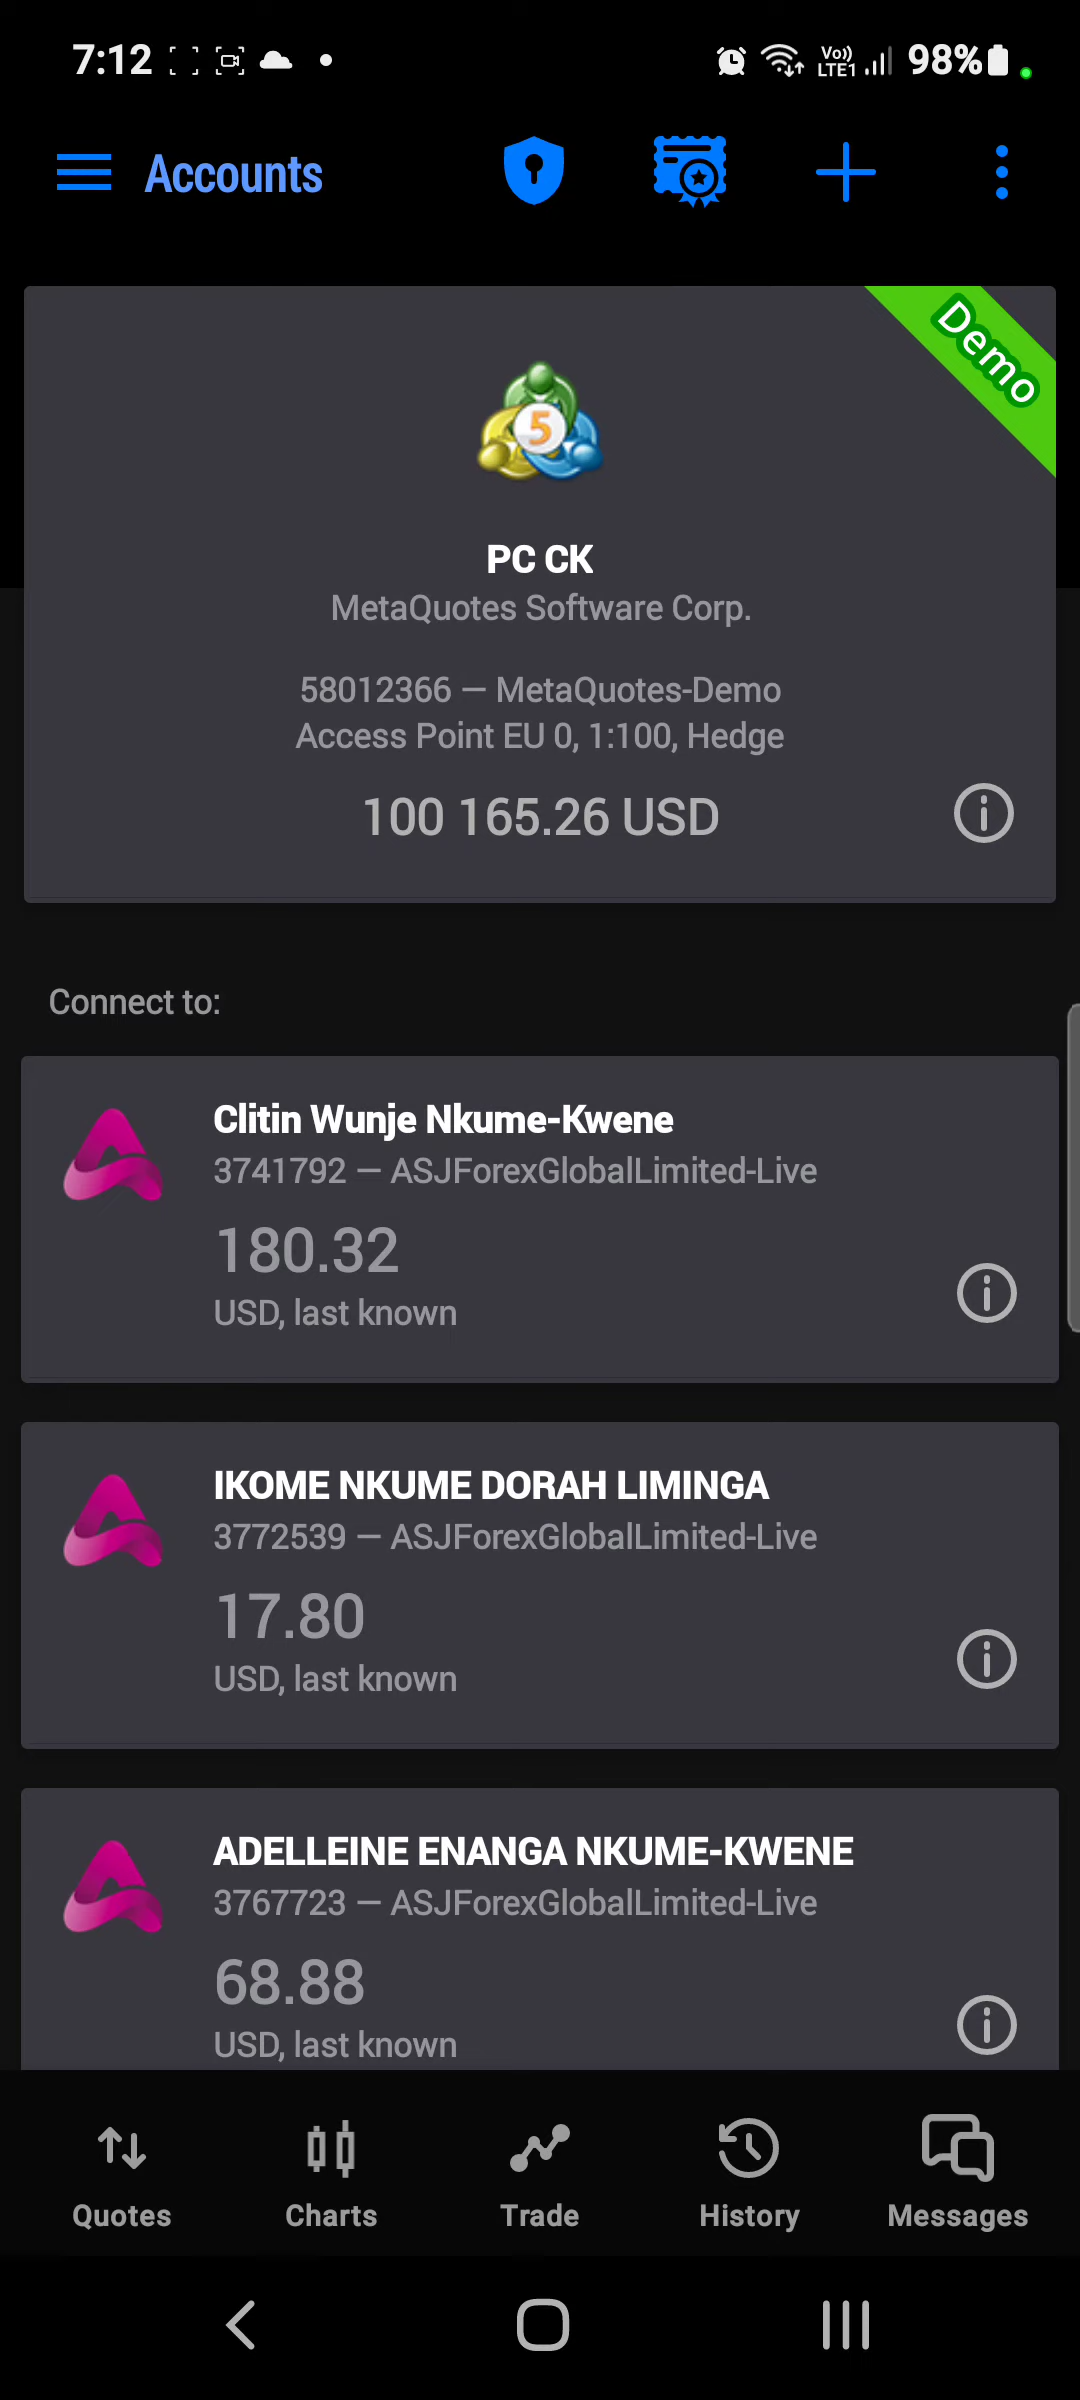 7:12
Vo))
LTE1
98%
Accounts
Demo
5
PC CK
MetaQuotes Software Corp.
58012366 — MetaQuotes-Demo
Access Point EU 0, 1:100, Hedge
100 165.26 USD
Connect to:
Clitin Wunje Nkume-Kwene
3741792 — ASJForexGlobalLimited-Live
180.32
USD, last known
IKOME NKUME DORAH LIMINGA
3772539 — ASJForexGlobalLimited-Live
17.80
USD, last known
ADELLEINE ENANGA NKUME-KWENE
3767723 — ASJForexGlobalLimited-Live
68.88
USD, last known
Quotes
Charts
Trade
History
Messages